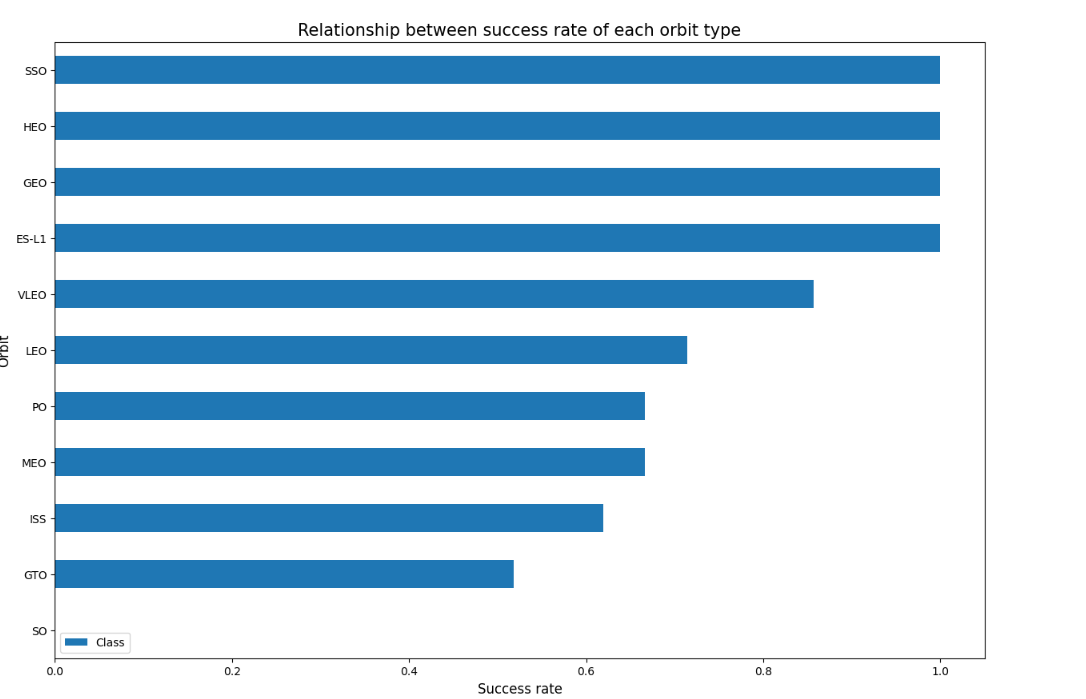 Relationship between success rate of each orbit type
SSO
HEO
GEO
ES-L1
VLEO
LEO
Orbit
PO
MEO
ISS
GTO
SO
Class
0.0 0.2 0.4 0.6 0.8 1.0
Success rate